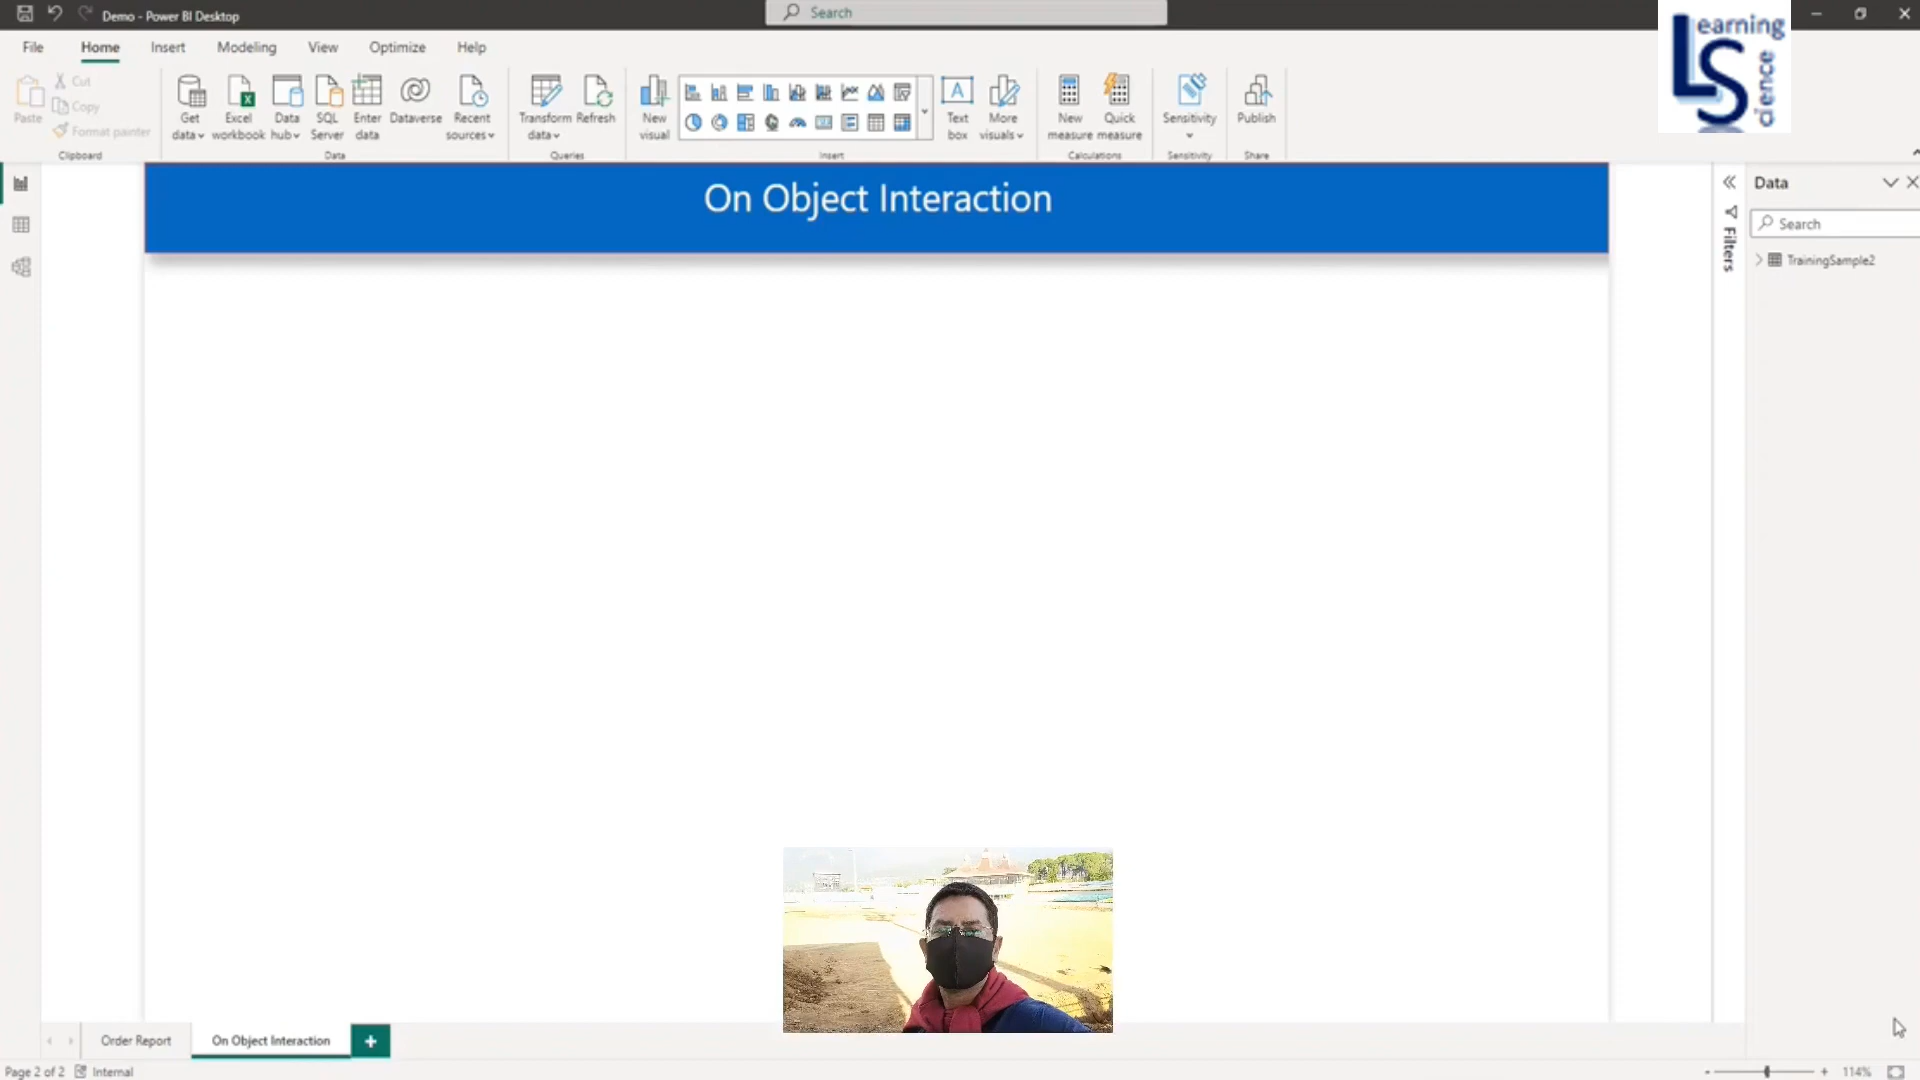 Demo - Power BI Desktop
Search
Learning
Sience
File Home Insert Modeling View Optimize Help
Paste
Cut
Copy
Format painter
Clipboard
Get data
Excel workbook
Data hub
SQL Server
Enter data
Dataverse
Recent sources
Data
Transform data
Refresh
Queries
New visual
Text box
More visuals
Insert
New measure
Quick measure
Calculations
Sensitivity
Sensitivity
Publish
Share
On Object Interaction
Filters
Data
Search
TrainingSample2
Order Report
On Object Interaction
Page 2 of 2
Internal
114%